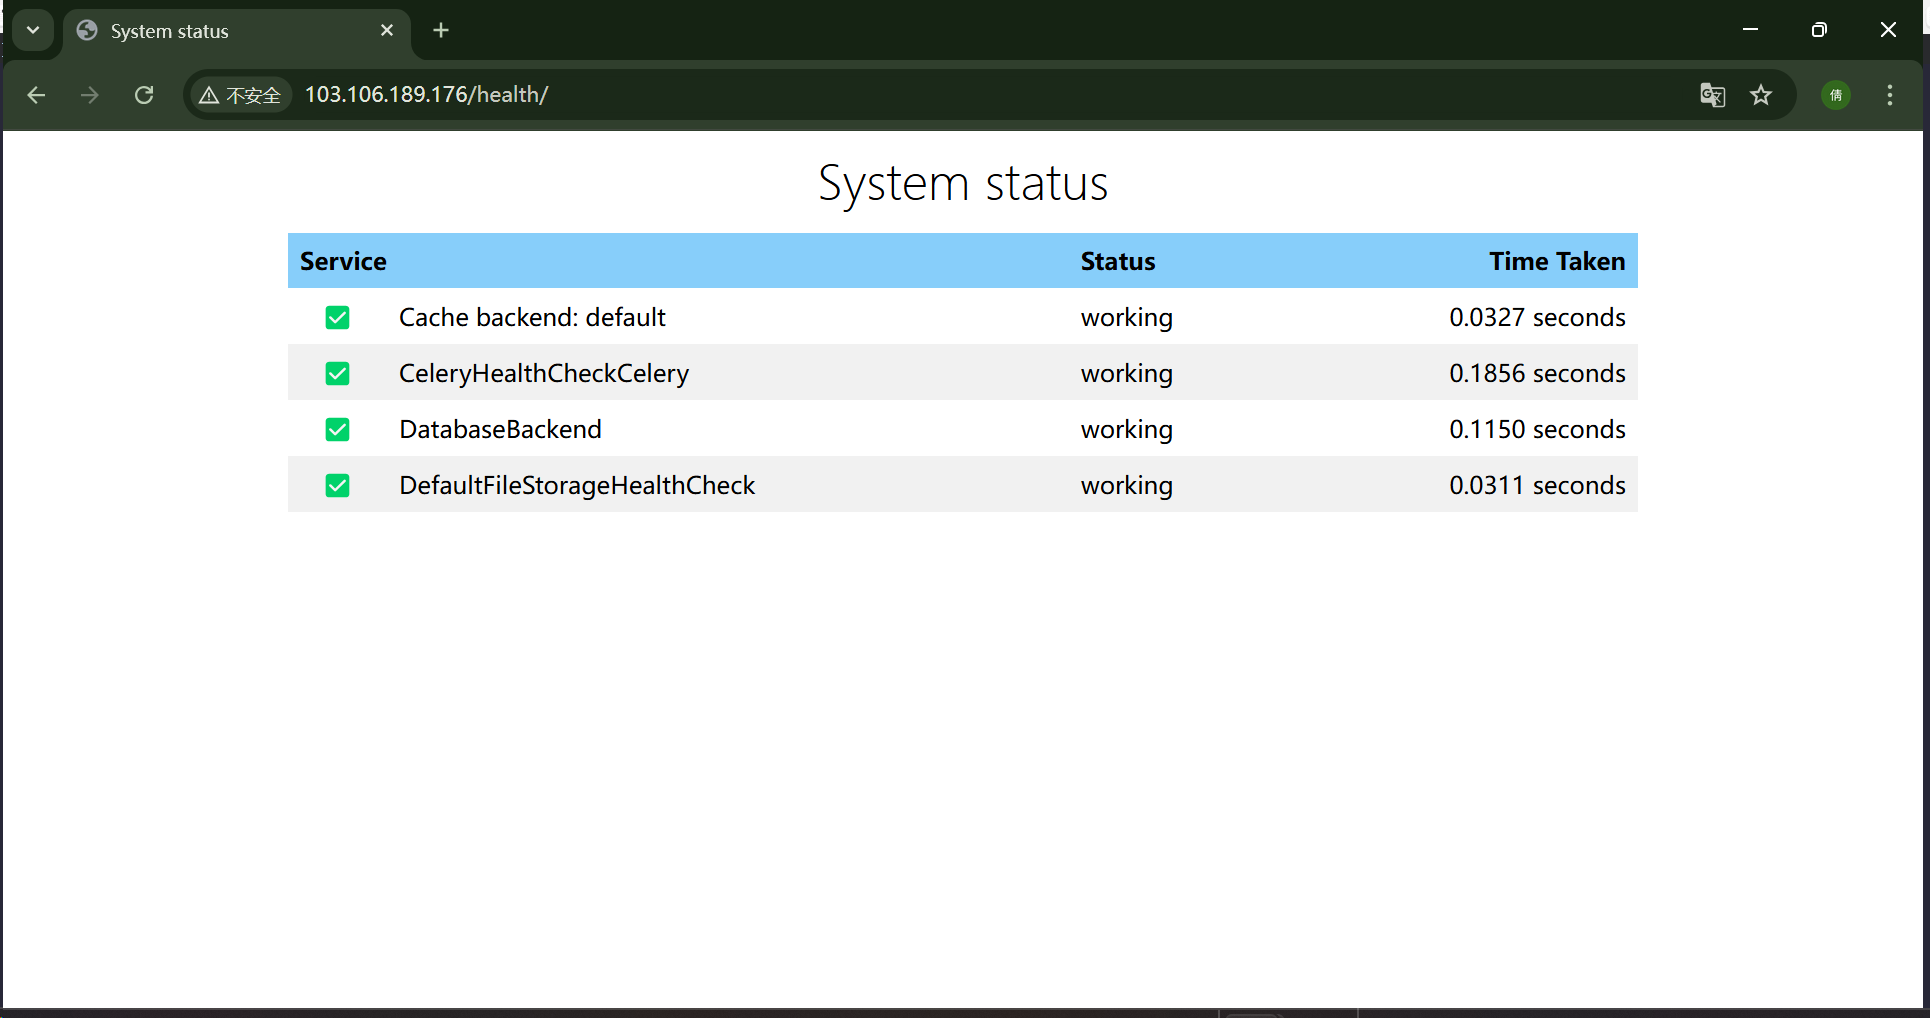 System status
不安全 103.106.189.176/health/
倩
System status
Service Status Time Taken
Cache backend: default working 0.0327 seconds
CeleryHealthCheckCelery working 0.1856 seconds
DatabaseBackend working 0.1150 seconds
DefaultFileStorageHealthCheck working 0.0311 seconds